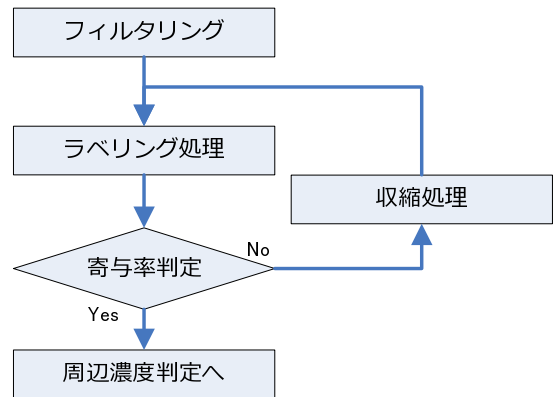 フィルタリング
ラベリング処理
収縮処理
寄与率判定
No
Yes
周辺濃度判定へ